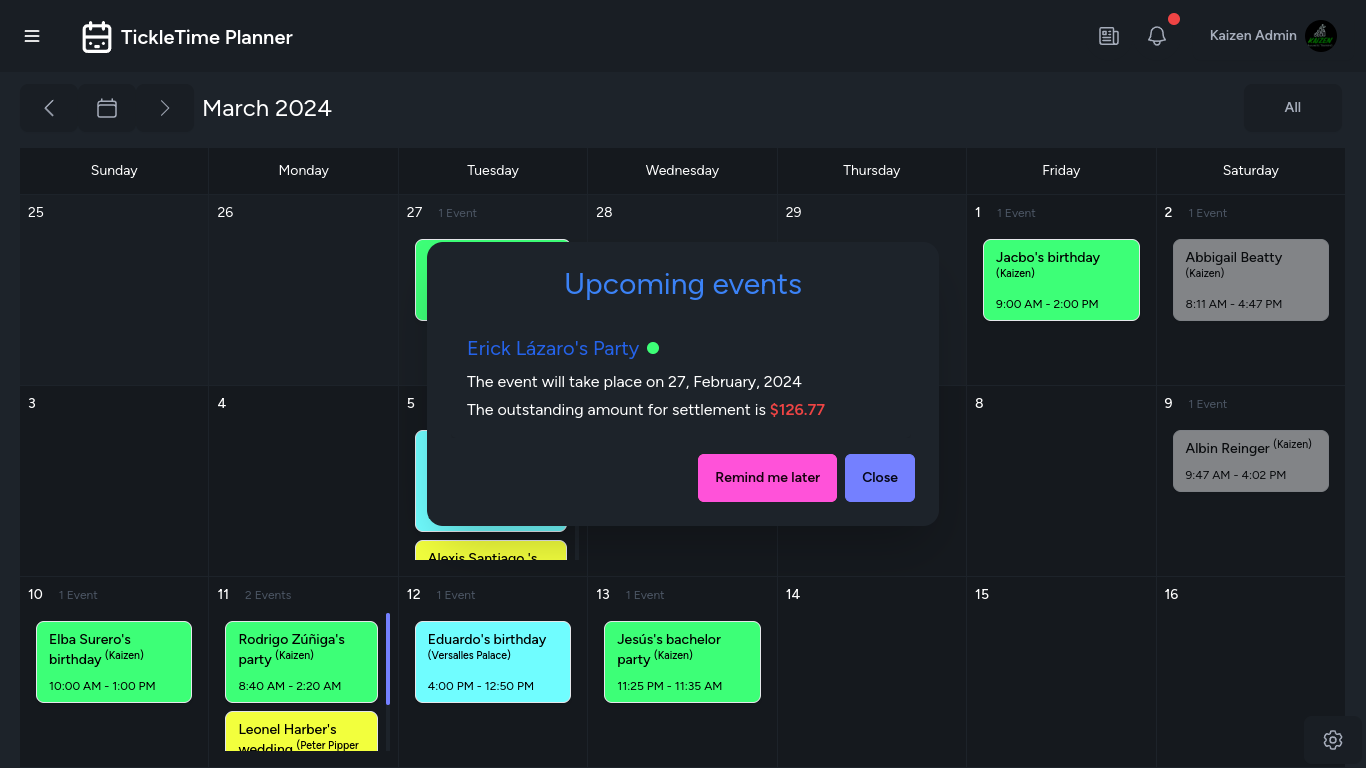 TickleTime Planner
Kaizen Admin
March 2024
All
Sunday Monday Tuesday Wednesday Thursday Friday Saturday
25 26 27 1 Event 28 29 1 1 Event 2 1 Event
Jacbo's birthday
(Kaizen)
9:00 AM - 2:00 PM
Abbigail Beatty
(Kaizen)
8:11 AM - 4:47 PM
Upcoming events
Erick Lázaro's Party
The event will take place on 27, February, 2024
The outstanding amount for settlement is $126.77
Remind me later Close
3 4 5 8 9 1 Event
Albin Reinger (Kaizen)
9:47 AM - 4:02 PM
Alexis Santiago 's
10 1 Event 11 2 Events 12 1 Event 13 1 Event 14 15 16
Elba Surero's
birthday (Kaizen)
10:00 AM - 1:00 PM
Rodrigo Zúñiga's
party (Kaizen)
8:40 AM - 2:20 AM
Leonel Harber's
wedding (Peter Pipper
Eduardo's birthday
(Versalles Palace)
4:00 PM - 12:50 PM
Jesús's bachelor
party (Kaizen)
11:25 PM - 11:35 AM